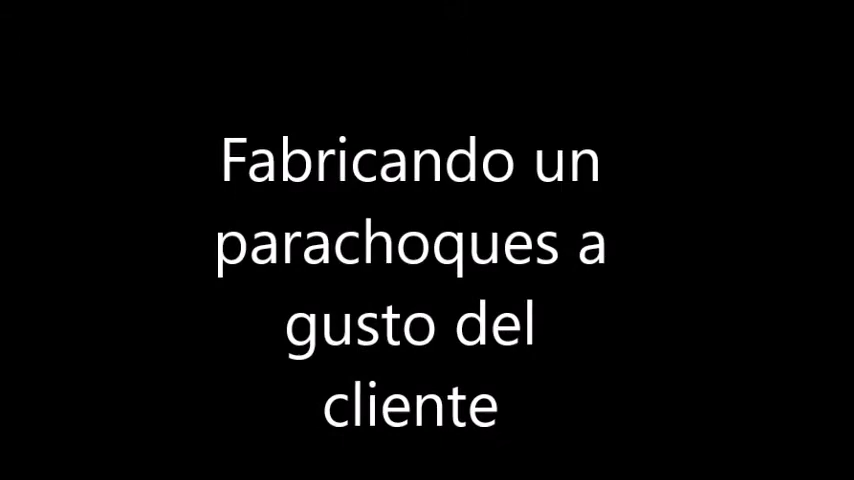 Fabricando un
parachoques a
gusto del
cliente